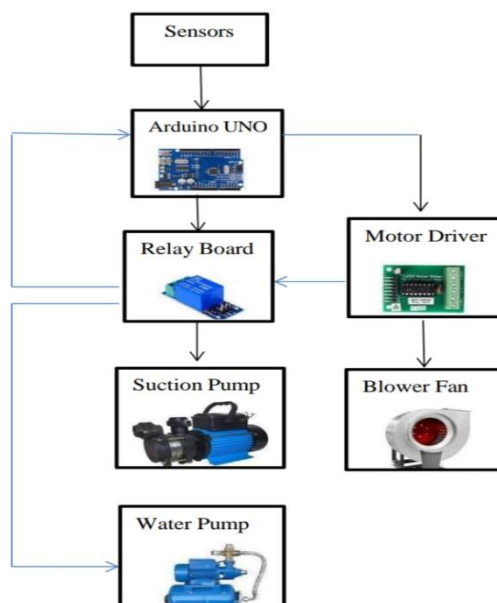 Sensors
Arduino UNO
Relay Board
Motor Driver
Suction Pump
Blower Fan
Water Pump